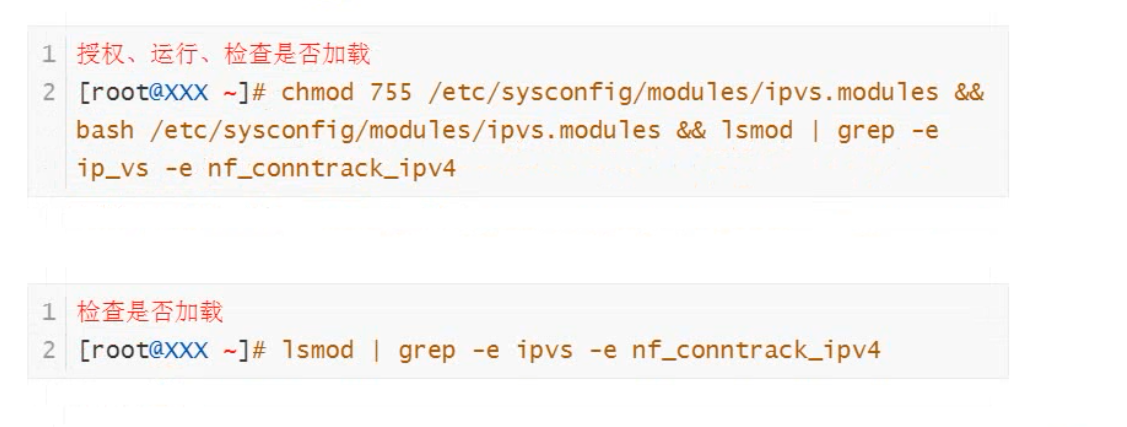 1 授权、运行、检查是否加载
2 [root@XXX ~]# chmod 755 /etc/sysconfig/modules/ipvs.modules &&
bash /etc/sysconfig/modules/ipvs.modules && lsmod | grep -e
ip_vs -e nf_conntrack_ipv4
1 检查是否加载
2 [root@XXX ~]# lsmod | grep -e ipvs -e nf_conntrack_ipv4